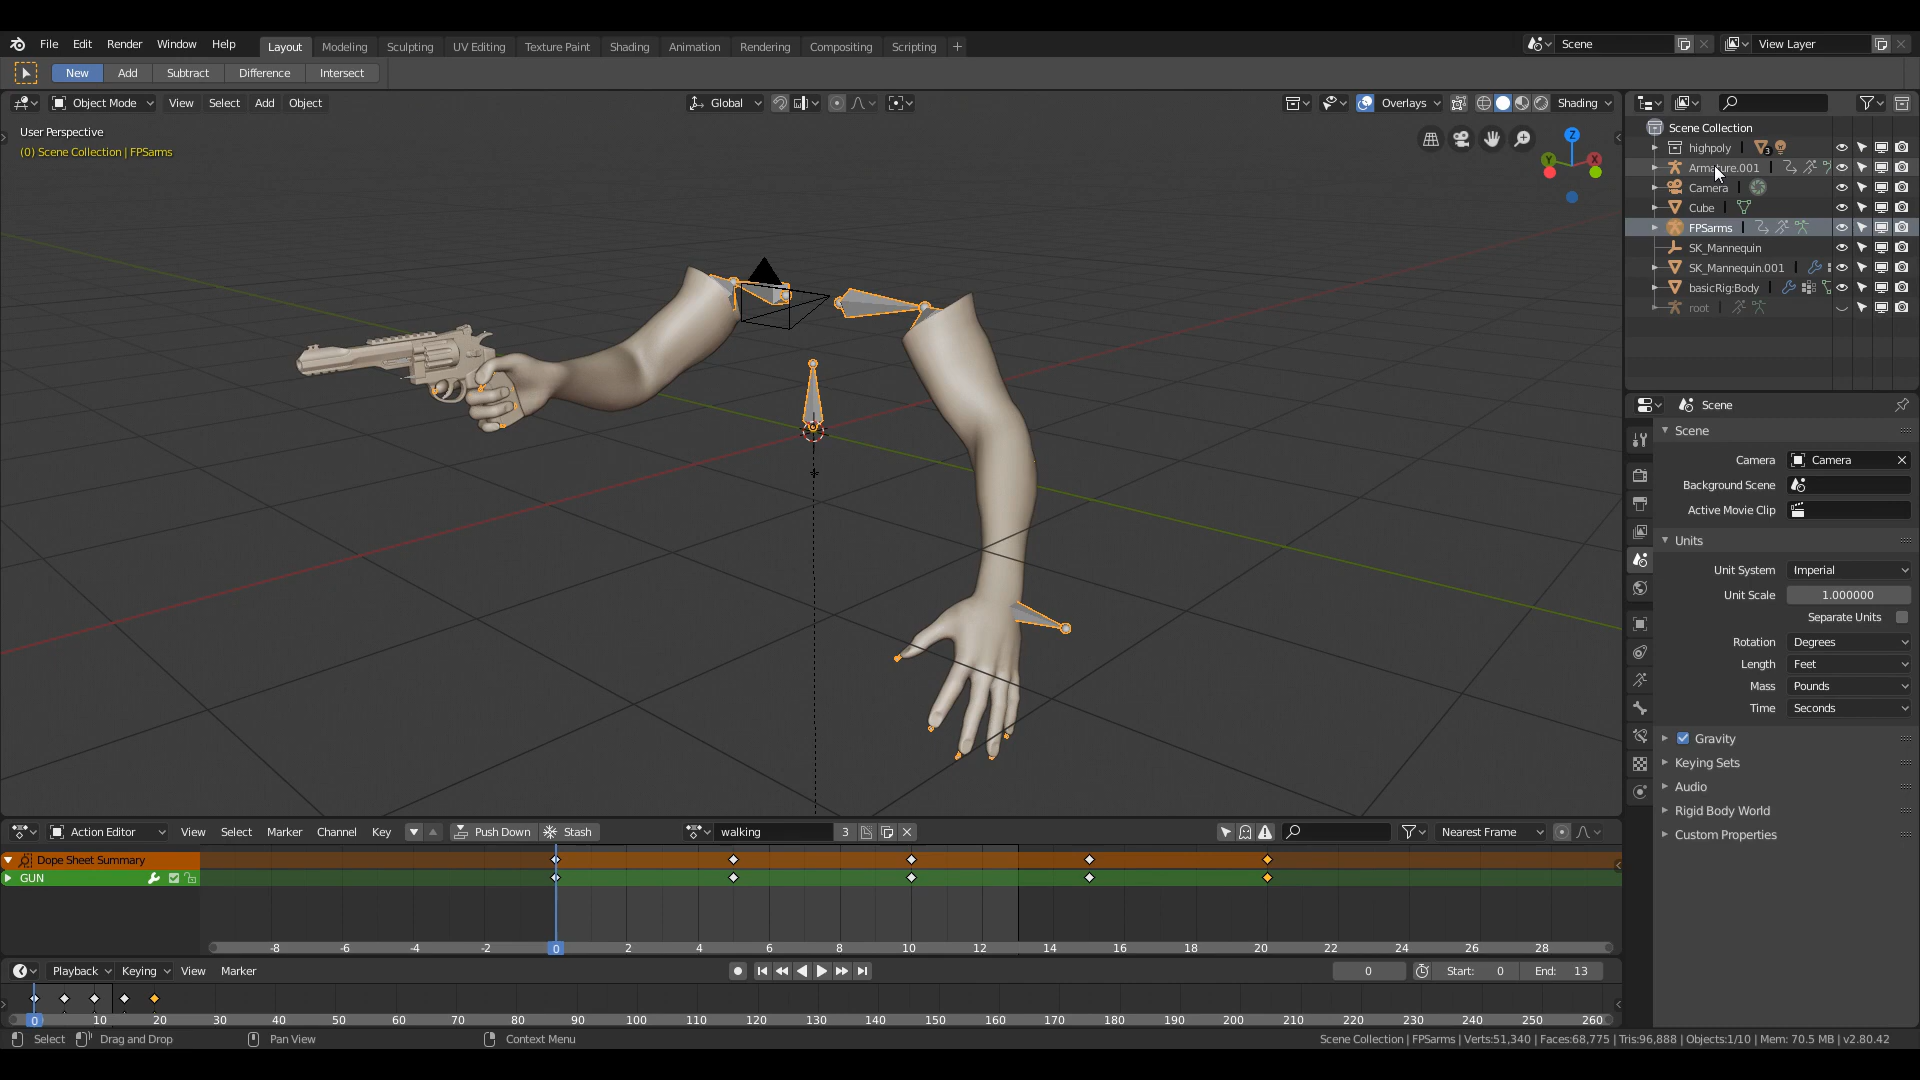 File Edit Render Window Help Layout Modeling Sculpting UV Editing Texture Paint Shading Animation Rendering Compositing Scripting + Scene View Layer
New Add Subtract Difference Intersect
Object Mode View Select Add Object Global Overlays Shading
User Perspective
(0) Scene Collection | FPSarms
Z
Y
X
Scene Collection
highpoly 3
Armature.001
Camera
Cube
FPSarms
SK_Mannequin
SK_Mannequin.001
basicRig:Body
root
Scene
Scene
Camera Camera
Background Scene
Active Movie Clip
Units
Unit System Imperial
Unit Scale 1.000000
Separate Units
Rotation Degrees
Length Feet
Mass Pounds
Time Seconds
Gravity
Keying Sets
Audio
Rigid Body World
Custom Properties
Action Editor View Select Marker Channel Key Push Down Stash walking 3 Nearest Frame
Dope Sheet Summary
GUN
-8 -6 -4 -2 0 2 4 6 8 10 12 14 16 18 20 22 24 26 28
Playback Keying View Marker 0 Start: 0 End: 13
0 10 20 30 40 50 60 70 80 90 100 110 120 130 140 150 160 170 180 190 200 210 220 230 240 250 260
Select Drag and Drop Pan View Context Menu Scene Collection | FPSarms | Verts:51,340 | Faces:68,775 | Tris:96,888 | Objects:1/10 | Mem: 70.5 MB | v2.80.42